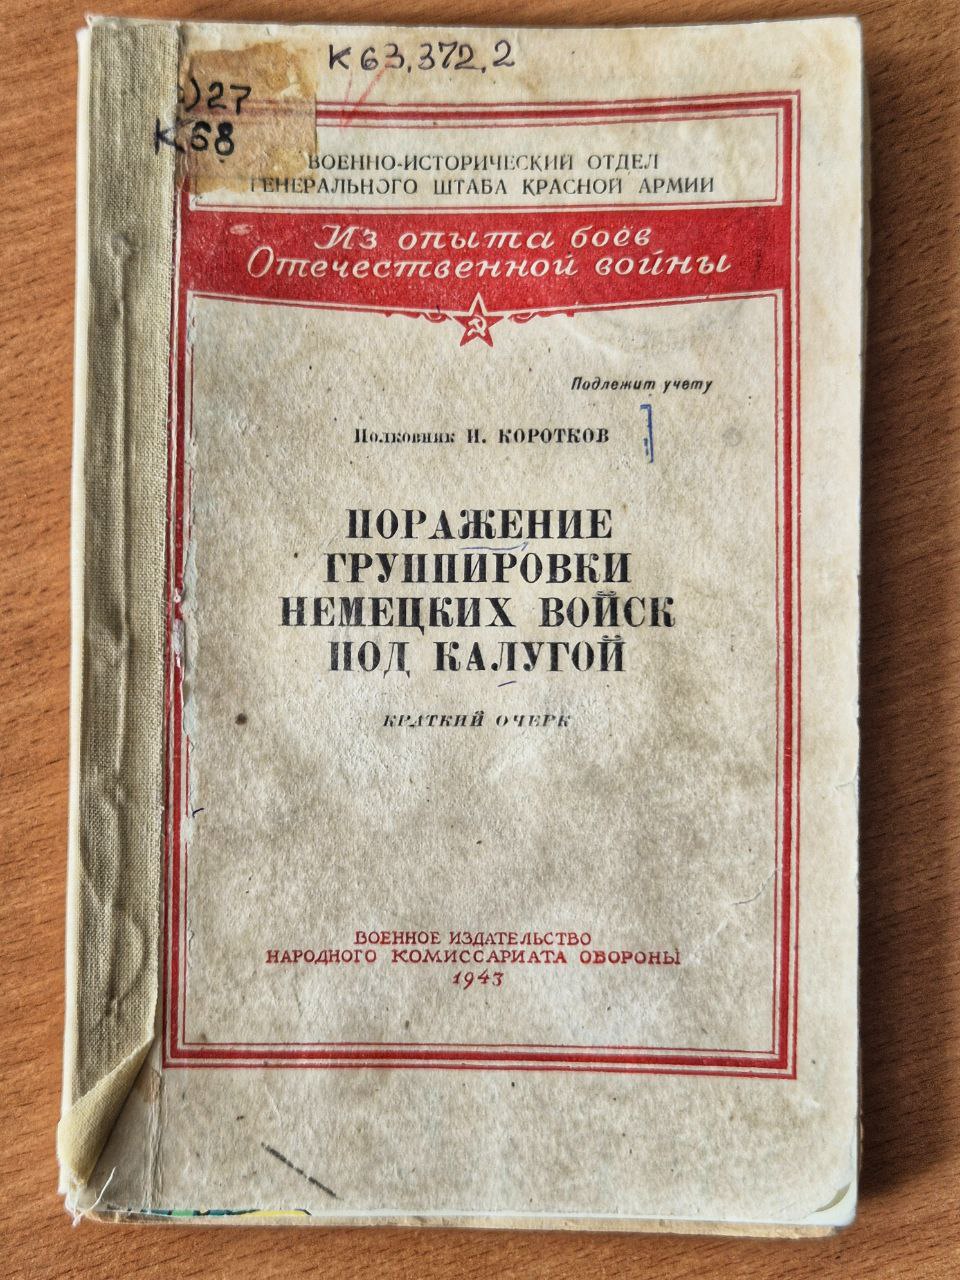 К63,372,2
)27
К68
ВОЕННО-ИСТОРИЧЕСКИЙ ОТДЕЛ
ГЕНЕРАЛЬНОГО ШТАБА КРАСНОЙ АРМИИ
Из опыта боев
Отечественной войны
Подлежит учету
Полковник И. КОРОТКОВ
ПОРАЖЕНИЕ
ГРУППИРОВКИ
НЕМЕЦКИХ ВОЙСК
ПОД КАЛУГОЙ
КРАТКИЙ ОЧЕРК
ВОЕННОЕ ИЗДАТЕЛЬСТВО
НАРОДНОГО КОМИССАРИАТА ОБОРОНЫ
1943